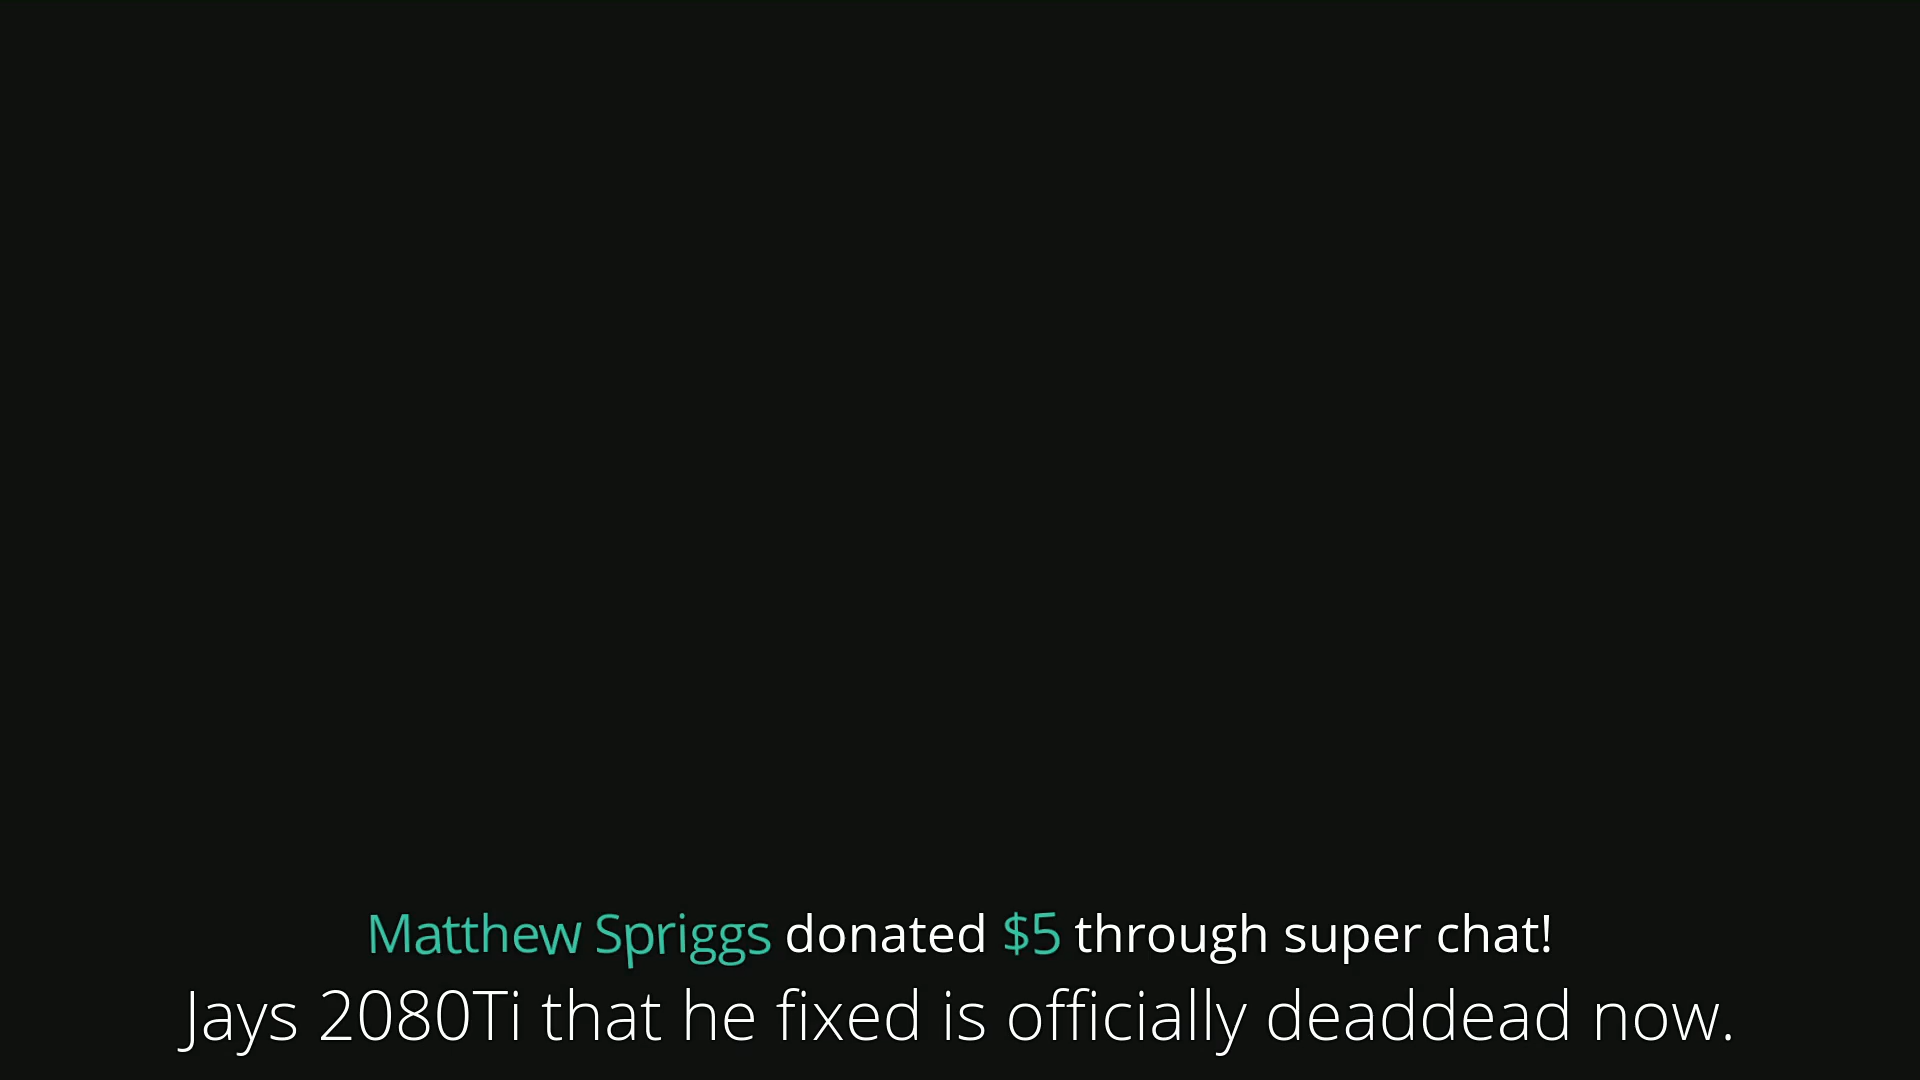 Matthew Spriggs donated $5 through super chat!
Jays 2080Ti that he fixed is officially deaddead now.